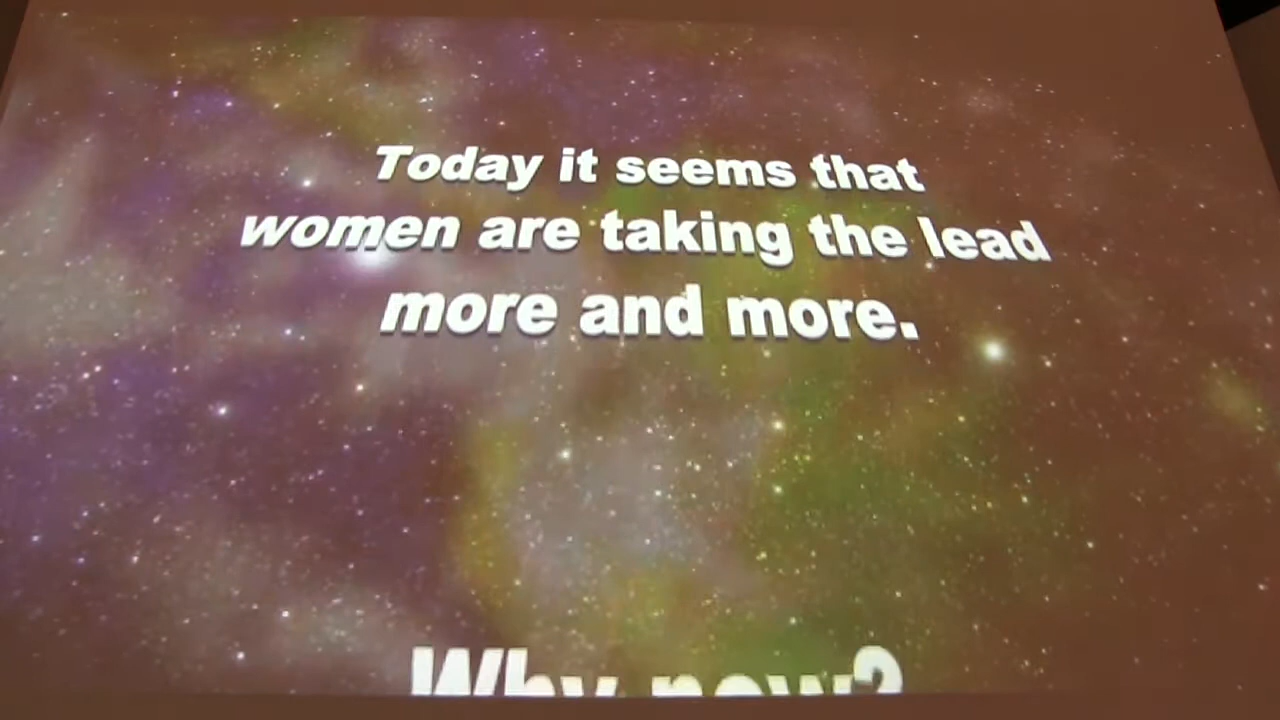 Today it seems that
women are taking the lead
more and more.
Why now?